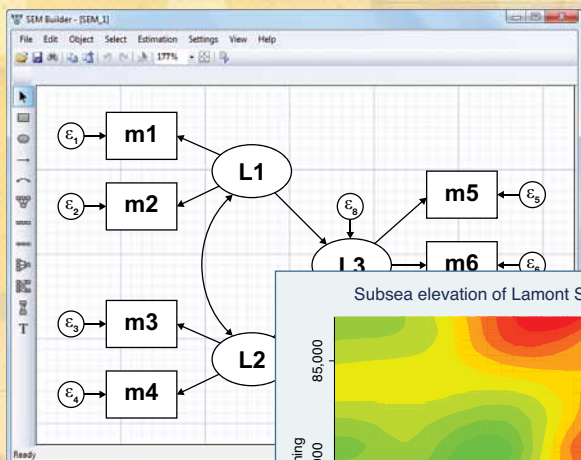 SEM Builder - [SEM_1]
File Edit Object Select Estimation Settings View Help
177%
ε1 m1
L1
ε2 m2
ε8
m5 ε5
L3
m6
ε3 m3
L2
ε4 m4
T
Subsea elevation of Lamont
85,000
Ready